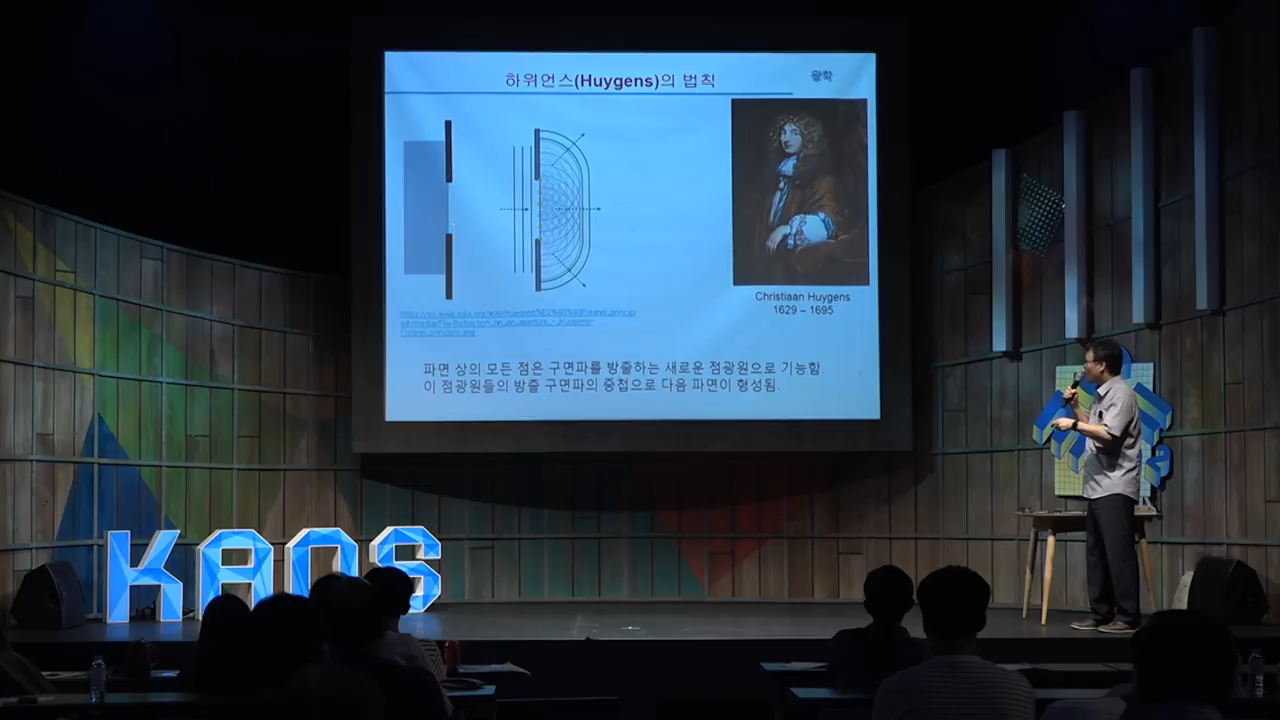 하위언스(Huygens)의 법칙
광학
Christiaan Huygens
1629 – 1695
파면 상의 모든 점은 구면파를 방출하는 새로운 점광원으로 기능함.
이 점광원들의 방출 구면파의 중첩으로 다음 파면이 형성됨.
KAOS